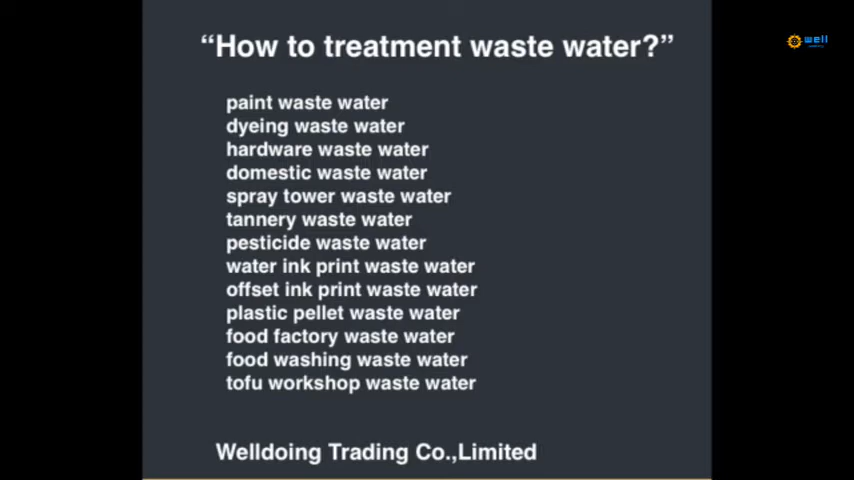 “How to treatment waste water?”
well
paint waste water
dyeing waste water
hardware waste water
domestic waste water
spray tower waste water
tannery waste water
pesticide waste water
water ink print waste water
offset ink print waste water
plastic pellet waste water
food factory waste water
food washing waste water
tofu workshop waste water
Welldoing Trading Co.,Limited